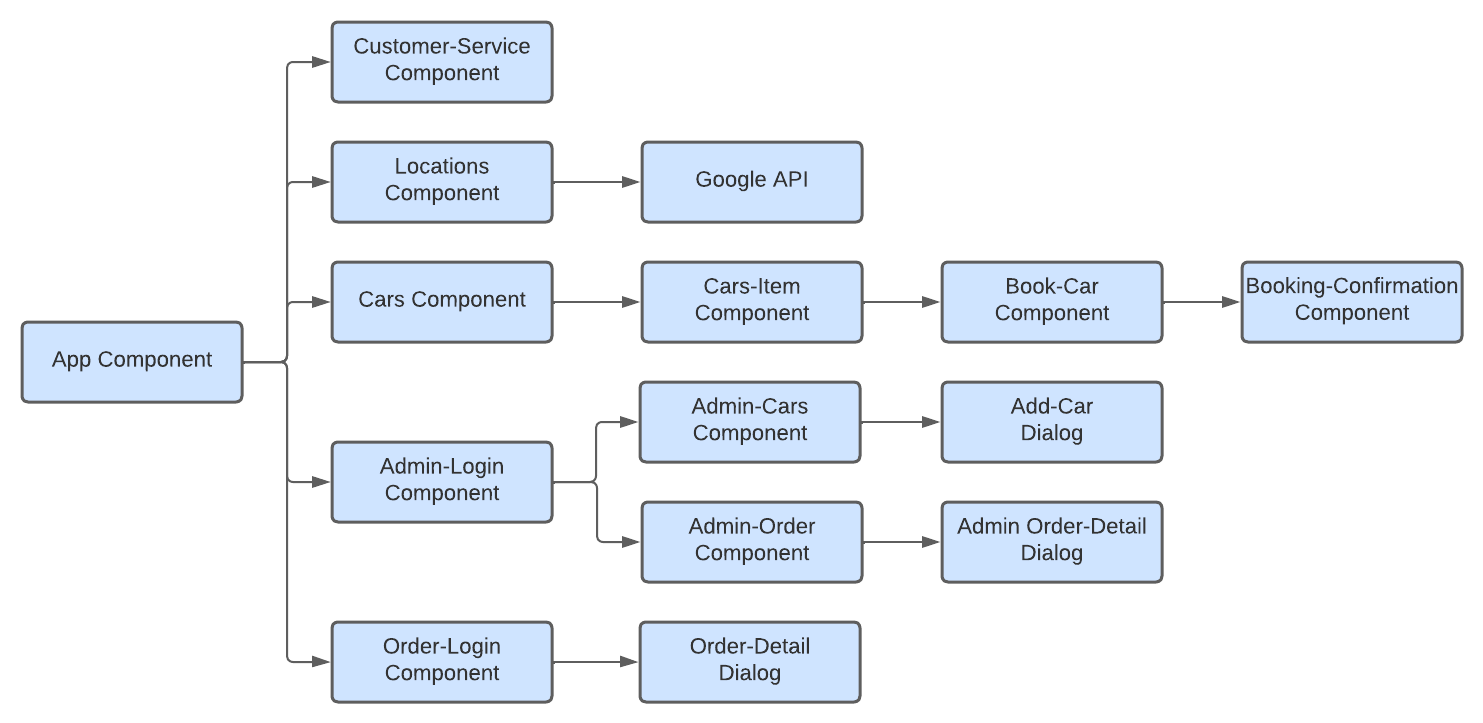 Customer-Service
Component
Locations
Component
Google API
Cars Component
Cars-Item
Component
Book-Car
Component
Booking-Confirmation
Component
App Component
Admin-Cars
Component
Add-Car
Dialog
Admin-Login
Component
Admin-Order
Component
Admin Order-Detail
Dialog
Order-Login
Component
Order-Detail
Dialog